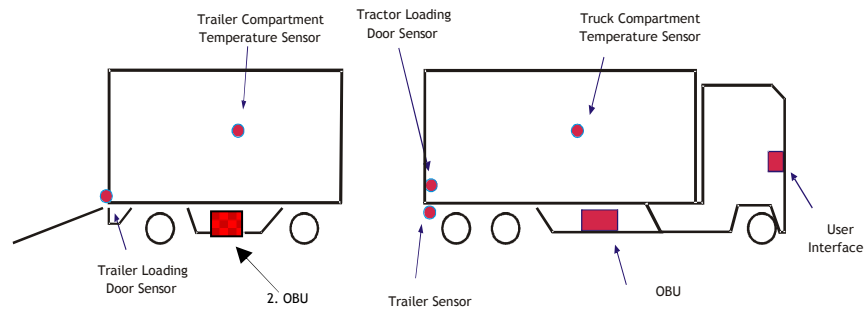 Trailer Compartment
Temperature Sensor
Tractor Loading
Door Sensor
Truck Compartment
Temperature Sensor
User
Interface
Trailer Loading
Door Sensor
2. OBU
Trailer Sensor
OBU